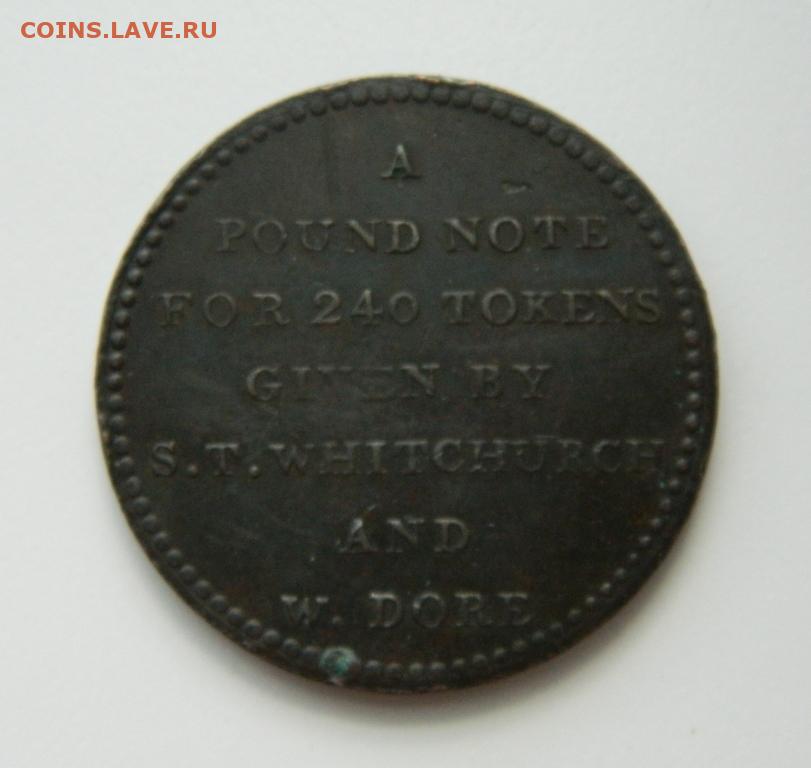 COINS.LAVE.RU
A
POUND NOTE
FOR 240 TOKENS
GIVEN BY
S.T.WHITCHURCH
AND
W. DORE